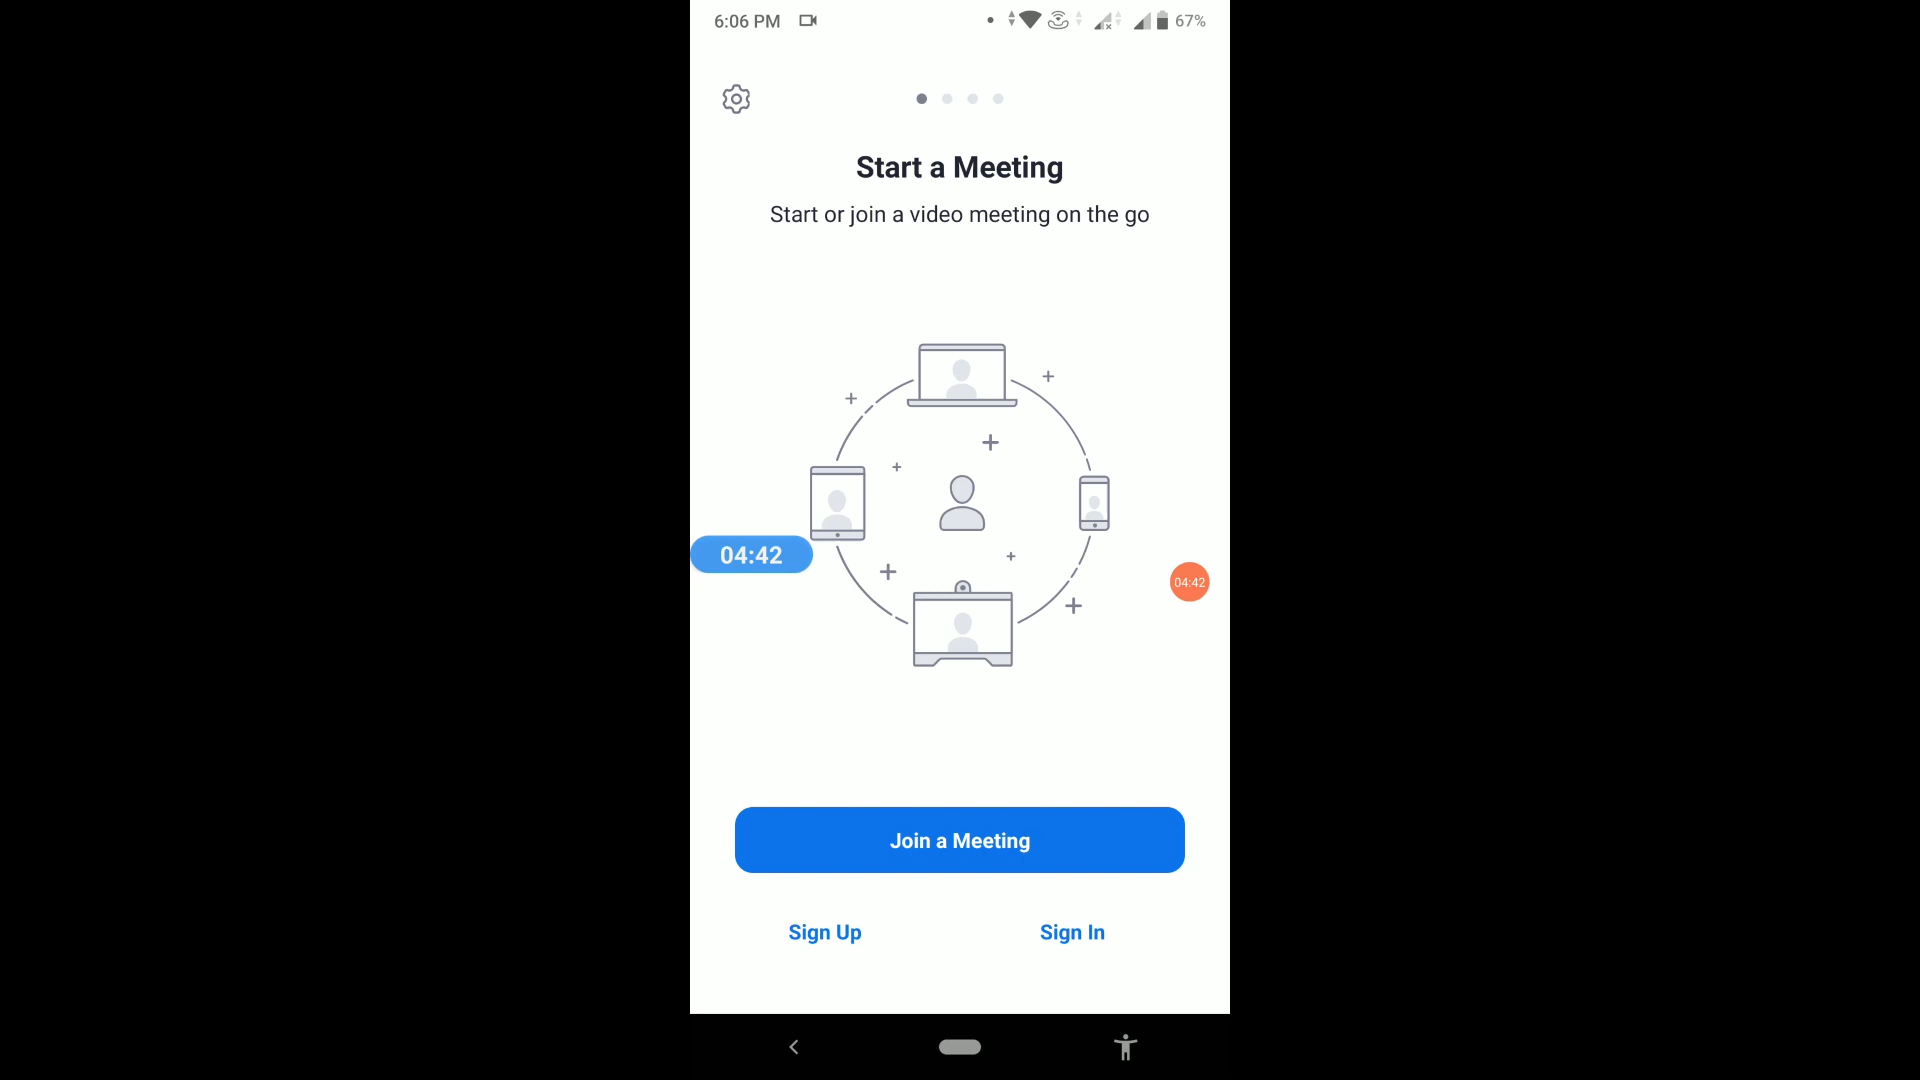 6:06 PM
67%
Start a Meeting
Start or join a video meeting on the go
04:42
04:42
Join a Meeting
Sign Up
Sign In